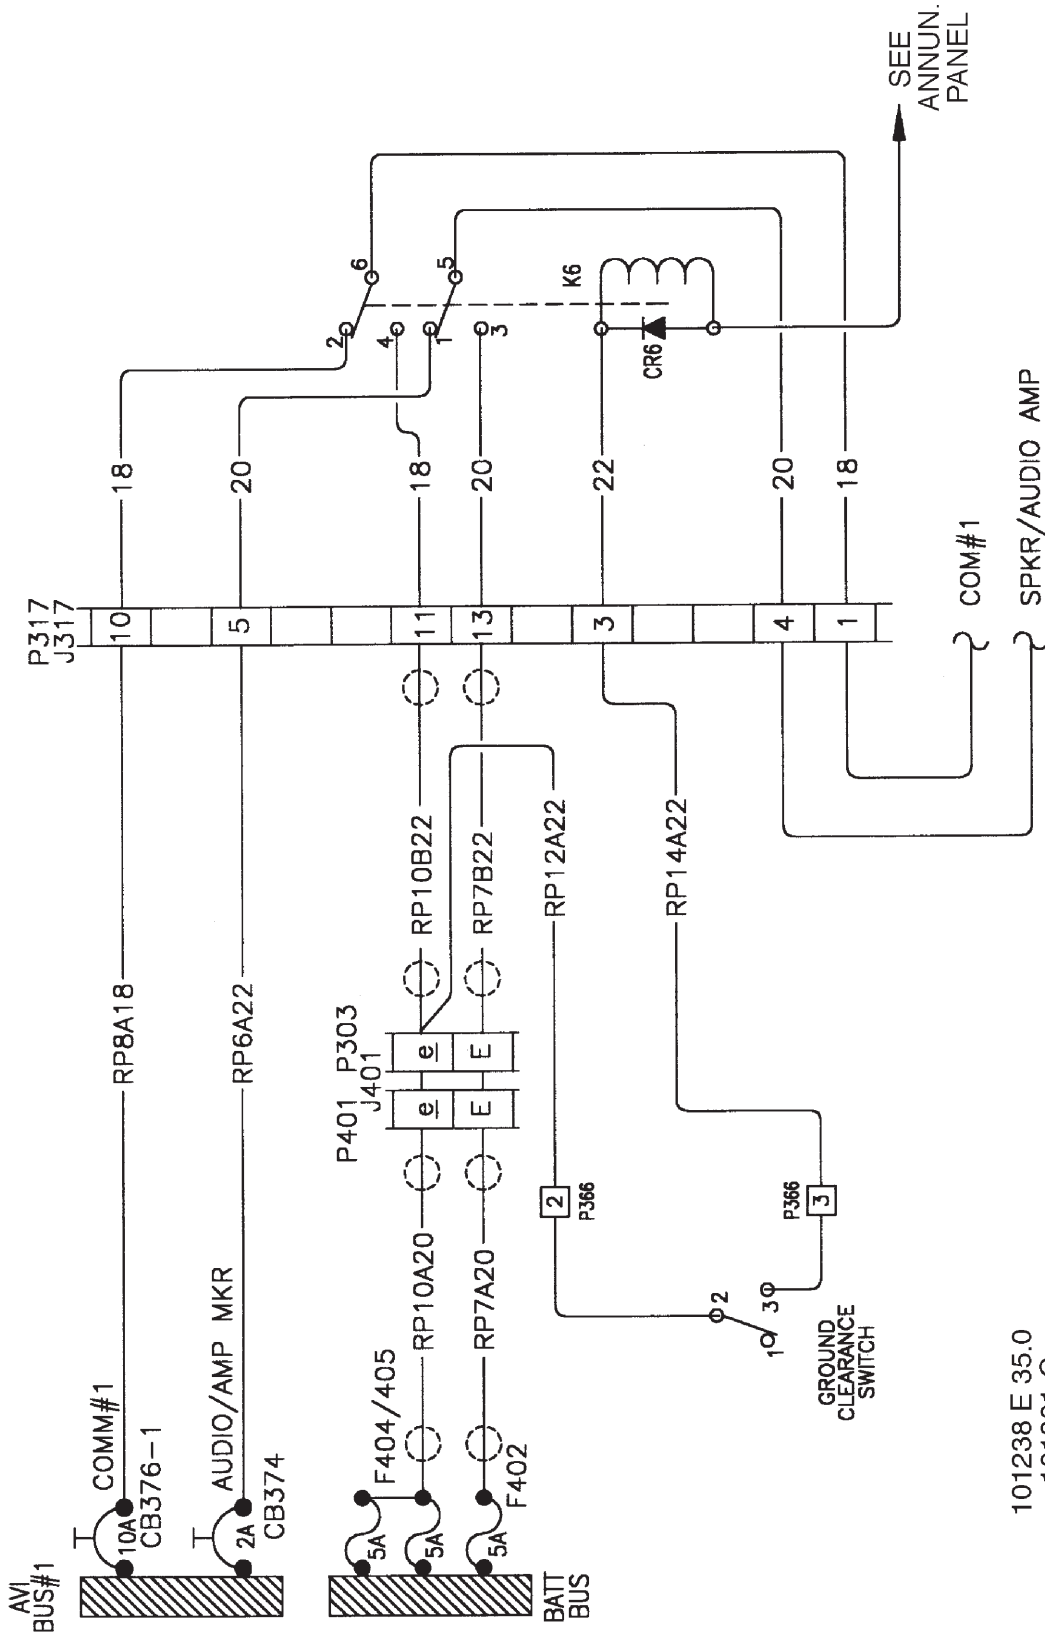 AVI
BUS#1
COMM#1
10A
CB376-1
RP8A18
P317
J317
10
18
2
6
AUDIO/AMP MKR
2A
CB374
RP6A22
5
20
4
1
5
3
BATT
BUS
5A
5A
5A
F404/405
F402
RP10A20
RP7A20
P401
J401
P303
e
e
E
E
RP10B22
RP7B22
11
13
18
20
RP12A22
2
P366
2
1
3
GROUND
CLEARANCE
SWITCH
P366
3
RP14A22
3
22
CR6
K6
4
20
1
18
COM#1
SPKR/AUDIO AMP
SEE
ANNUN.
PANEL
101238 E 35.0